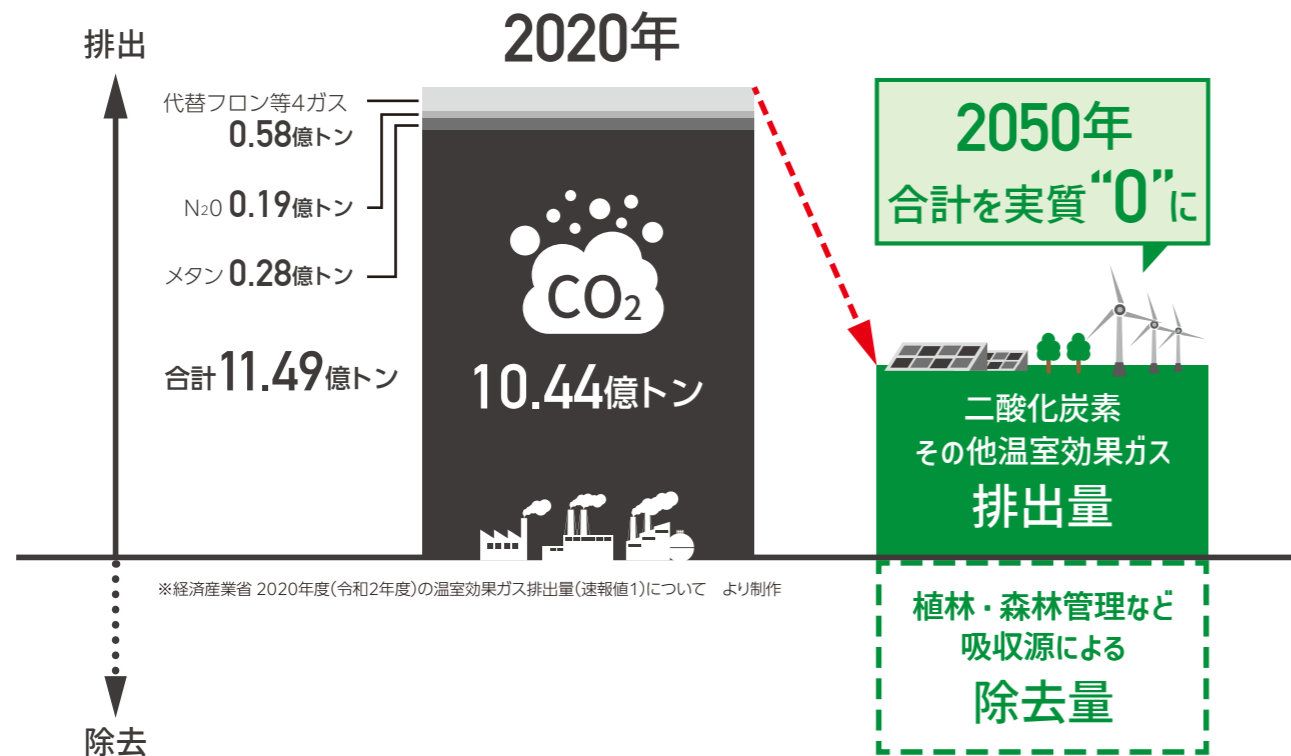 排出
2020年
代替フロン等4ガス
0.58億トン
N₂0 0.19億トン
メタン 0.28億トン
合計 11.49億トン
CO₂
10.44億トン
2050年
合計を実質“0”に
二酸化炭素
その他温室効果ガス
排出量
※経済産業省 2020年度(令和2年度)の温室効果ガス排出量(速報値1)について より制作
植林・森林管理など
吸収源による
除去量
除去